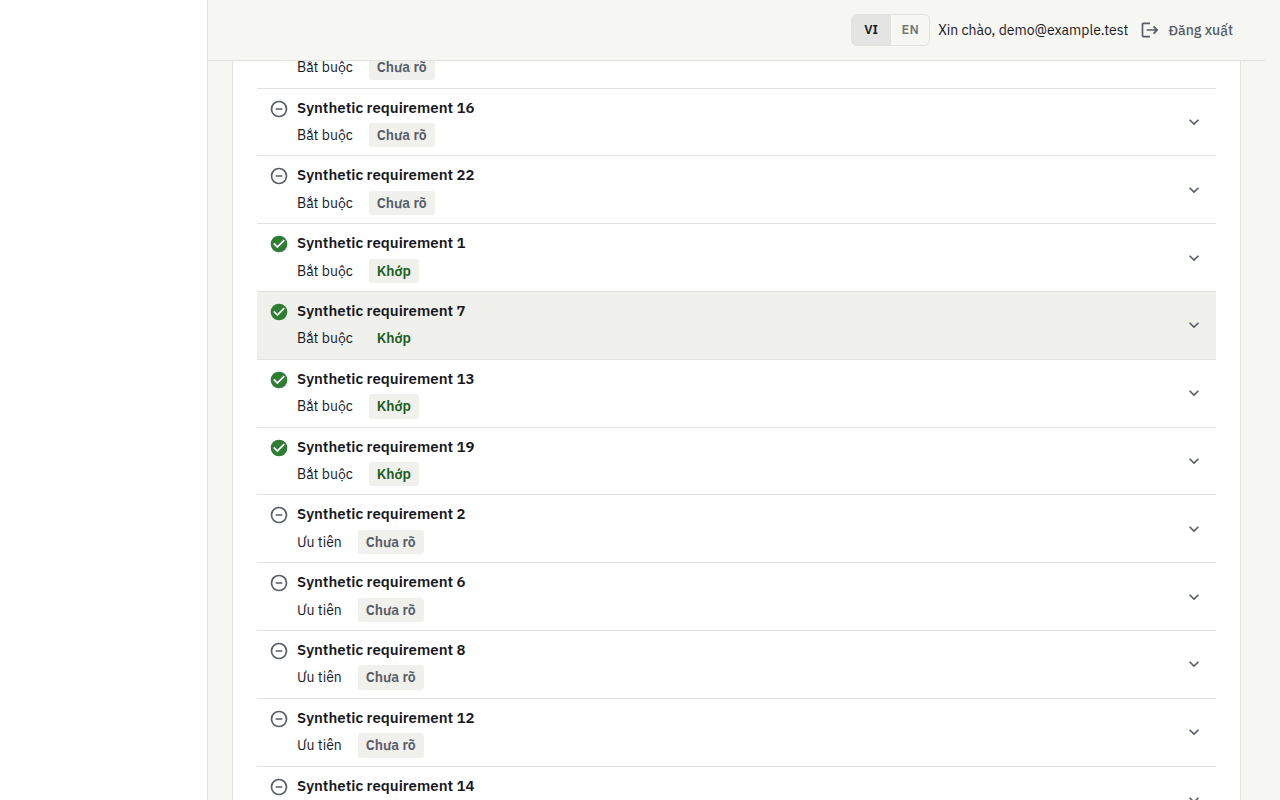 VI EN Xin chào, demo@example.test Đăng xuất
Bắt buộc Chưa rõ
Synthetic requirement 16
Bắt buộc Chưa rõ
Synthetic requirement 22
Bắt buộc Chưa rõ
Synthetic requirement 1
Bắt buộc Khớp
Synthetic requirement 7
Bắt buộc Khớp
Synthetic requirement 13
Bắt buộc Khớp
Synthetic requirement 19
Bắt buộc Khớp
Synthetic requirement 2
Ưu tiên Chưa rõ
Synthetic requirement 6
Ưu tiên Chưa rõ
Synthetic requirement 8
Ưu tiên Chưa rõ
Synthetic requirement 12
Ưu tiên Chưa rõ
Synthetic requirement 14